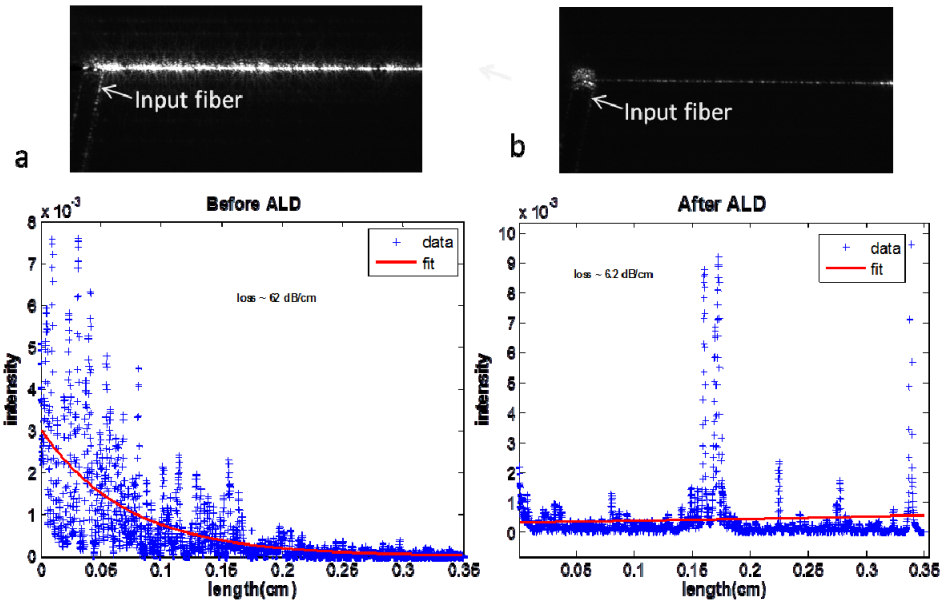 Input fiber
a
Input fiber
b
Before ALD
x 10-3
8
7
6
5
4
3
2
1
0
intensity
data
fit
loss ~ 62 dB/cm
0
0.05
0.1
0.15
0.2
0.25
0.3
0.35
length(cm)
After ALD
x 10-3
10
9
8
7
6
5
4
3
2
1
0
intensity
data
fit
loss ~ 6.2 dB/cm
0.05
0.1
0.15
0.2
0.25
0.3
0.35
length(cm)